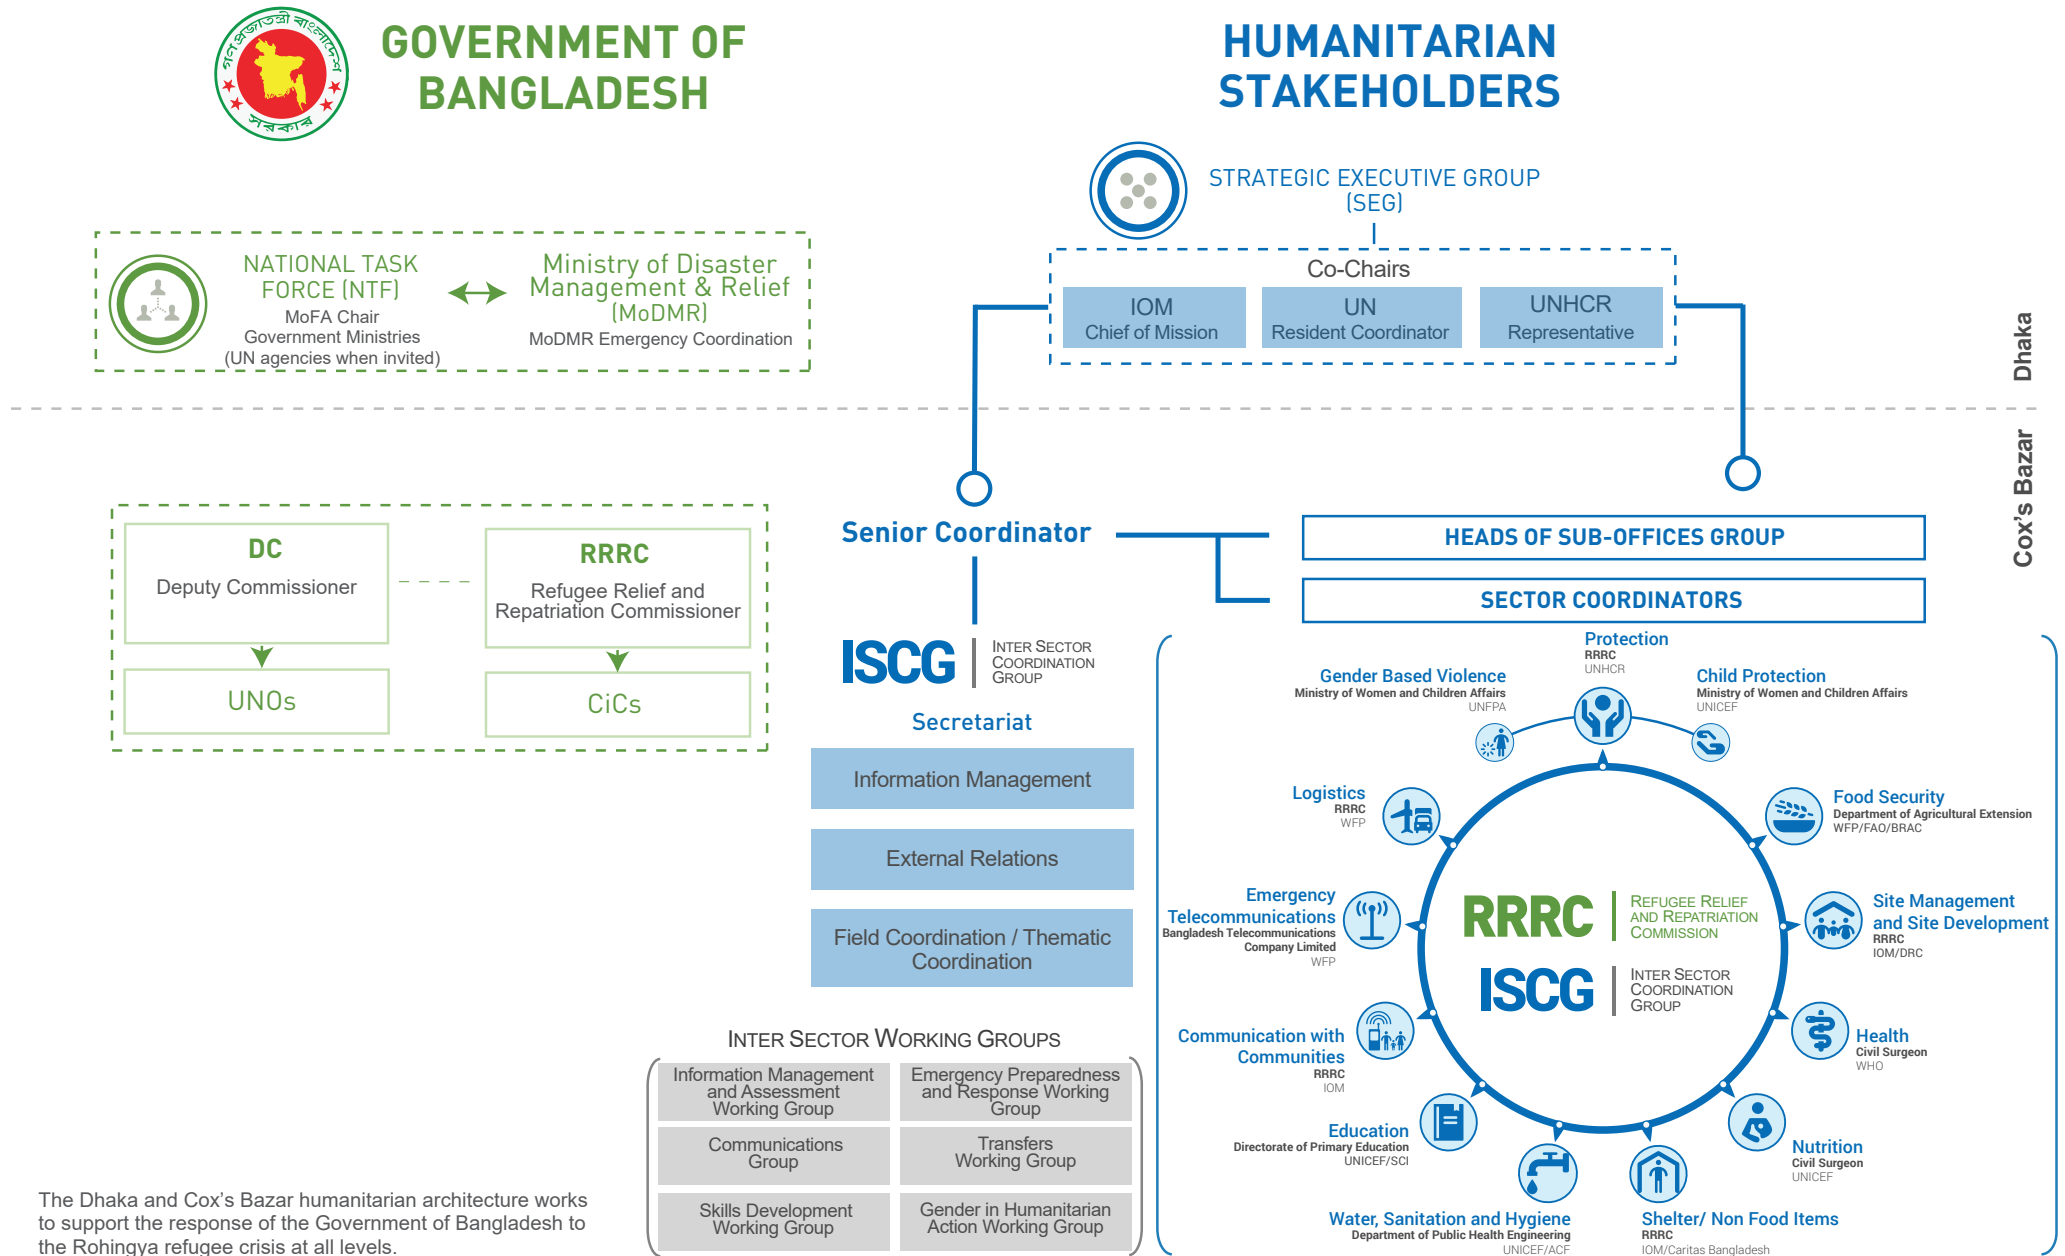 গণপ্রজাতন্ত্রী বাংলাদেশ
সরকার
GOVERNMENT OF
BANGLADESH
HUMANITARIAN
STAKEHOLDERS
STRATEGIC EXECUTIVE GROUP
(SEG)
NATIONAL TASK
FORCE (NTF)
MoFA Chair
Government Ministries
(UN agencies when invited)
Ministry of Disaster
Management & Relief
(MoDMR)
MoDMR Emergency Coordination
Co-Chairs
IOM
Chief of Mission
UN
Resident Coordinator
UNHCR
Representative
Dhaka
Cox's Bazar
DC
Deputy Commissioner
RRRC
Refugee Relief and
Repatriation Commissioner
UNOs
CiCs
Senior Coordinator
HEADS OF SUB-OFFICES GROUP
SECTOR COORDINATORS
ISCG
INTER SECTOR
COORDINATION
GROUP
Secretariat
Information Management
External Relations
Field Coordination / Thematic
Coordination
INTER SECTOR WORKING GROUPS
Information Management
and Assessment
Working Group
Emergency Preparedness
and Response Working
Group
Communications
Group
Transfers
Working Group
Skills Development
Working Group
Gender in Humanitarian
Action Working Group
Protection
RRRC
UNHCR
Gender Based Violence
Ministry of Women and Children Affairs
UNFPA
Child Protection
Ministry of Women and Children Affairs
UNICEF
Logistics
RRRC
WFP
Food Security
Department of Agricultural Extension
WFP/FAO/BRAC
Emergency
Telecommunications
Bangladesh Telecommunications
Company Limited
WFP
Site Management
and Site Development
RRRC
IOM/DRC
RRRC
REFUGEE RELIEF
AND REPATRIATION
COMMISSION
ISCG
INTER SECTOR
COORDINATION
GROUP
Communication with
Communities
RRRC
IOM
Health
Civil Surgeon
WHO
Education
Directorate of Primary Education
UNICEF/SCI
Nutrition
Civil Surgeon
UNICEF
Water, Sanitation and Hygiene
Department of Public Health Engineering
UNICEF/ACF
Shelter/ Non Food Items
RRRC
IOM/Caritas Bangladesh
The Dhaka and Cox's Bazar humanitarian architecture works
to support the response of the Government of Bangladesh to
the Rohingya refugee crisis at all levels.